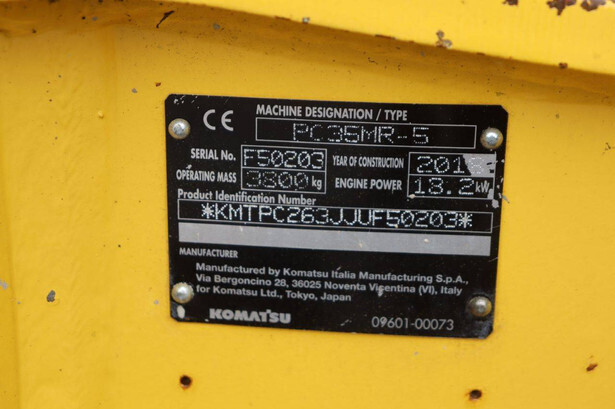 CE
MACHINE DESIGNATION / TYPE
PC35MR-5
SERIAL No. F50203 YEAR OF CONSTRUCTION
OPERATING MASS 3800 kg ENGINE POWER 18.2 kW
Product Identification Number
*KMTPC263JJUF50203*
MANUFACTURER
Manufactured by Komatsu Italia Manufacturing S.p.A.,
Via Bergoncino 28, 36025 Noventa Vicentina (VI), Italy
for Komatsu Ltd., Tokyo, Japan
KOMATSU 09601-00073